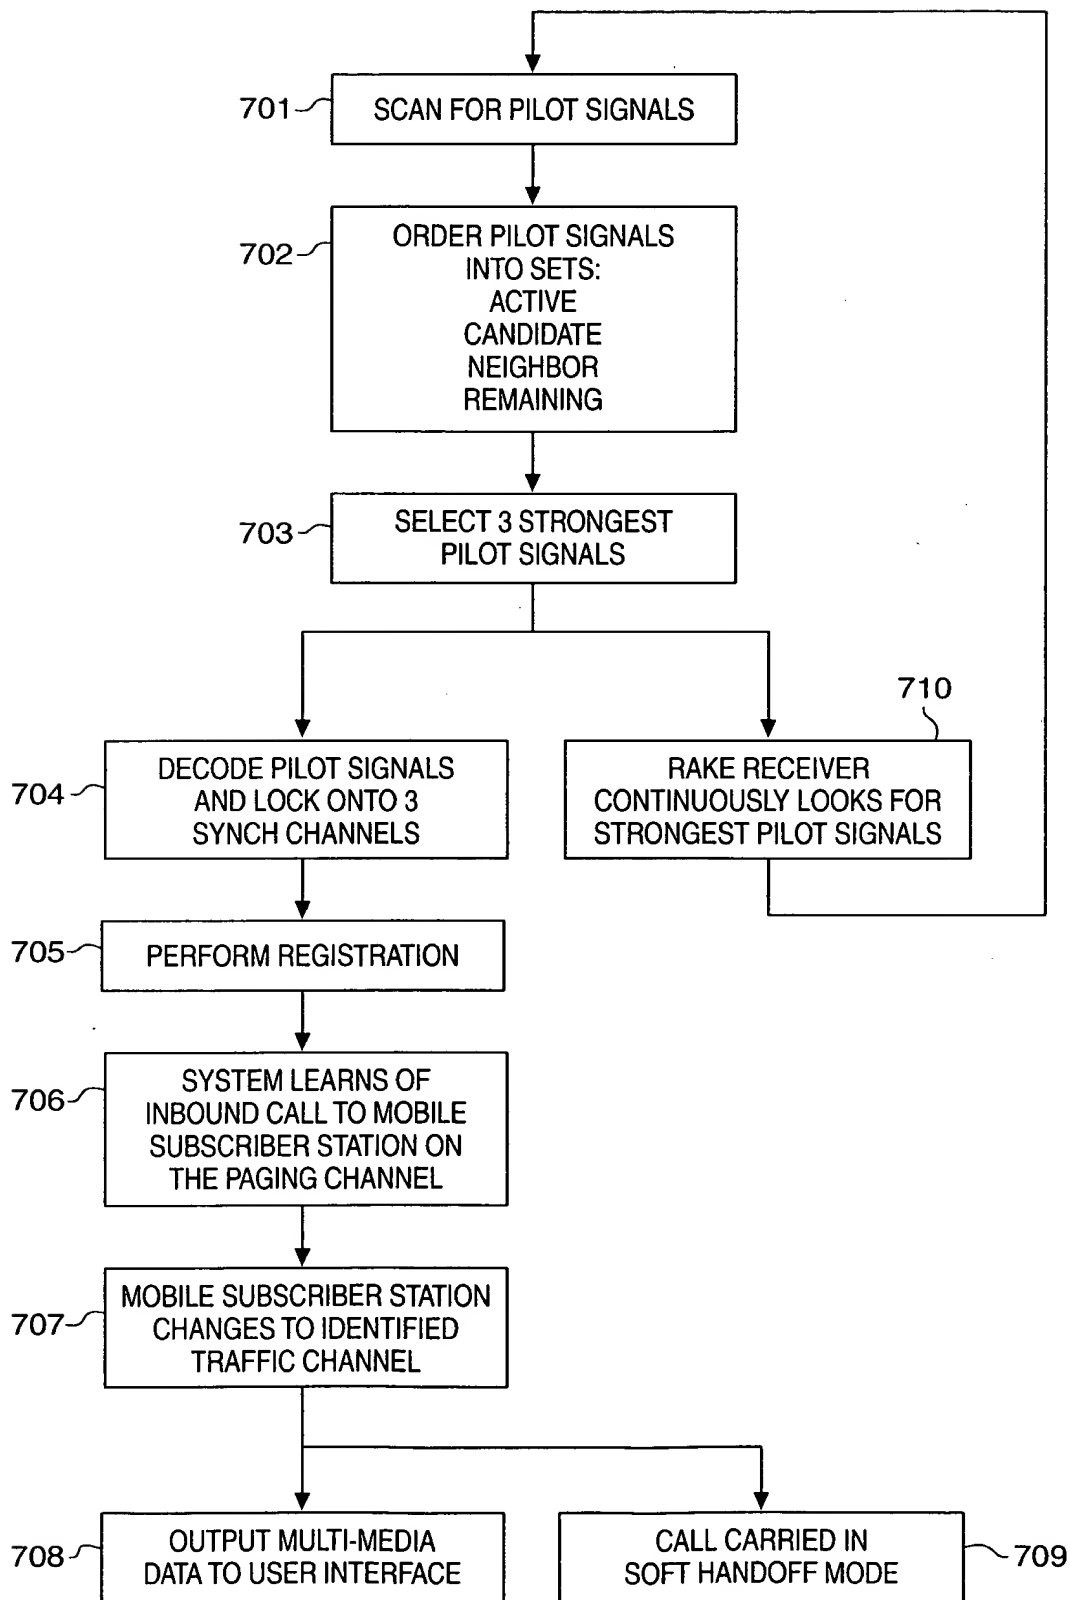 701
SCAN FOR PILOT SIGNALS
702
ORDER PILOT SIGNALS
INTO SETS:
ACTIVE
CANDIDATE
NEIGHBOR
REMAINING
703
SELECT 3 STRONGEST
PILOT SIGNALS
704
DECODE PILOT SIGNALS
AND LOCK ONTO 3
SYNCH CHANNELS
710
RAKE RECEIVER
CONTINUOUSLY LOOKS FOR
STRONGEST PILOT SIGNALS
705
PERFORM REGISTRATION
706
SYSTEM LEARNS OF
INBOUND CALL TO MOBILE
SUBSCRIBER STATION ON
THE PAGING CHANNEL
707
MOBILE SUBSCRIBER STATION
CHANGES TO IDENTIFIED
TRAFFIC CHANNEL
708
OUTPUT MULTI-MEDIA
DATA TO USER INTERFACE
CALL CARRIED IN
SOFT HANDOFF MODE
709